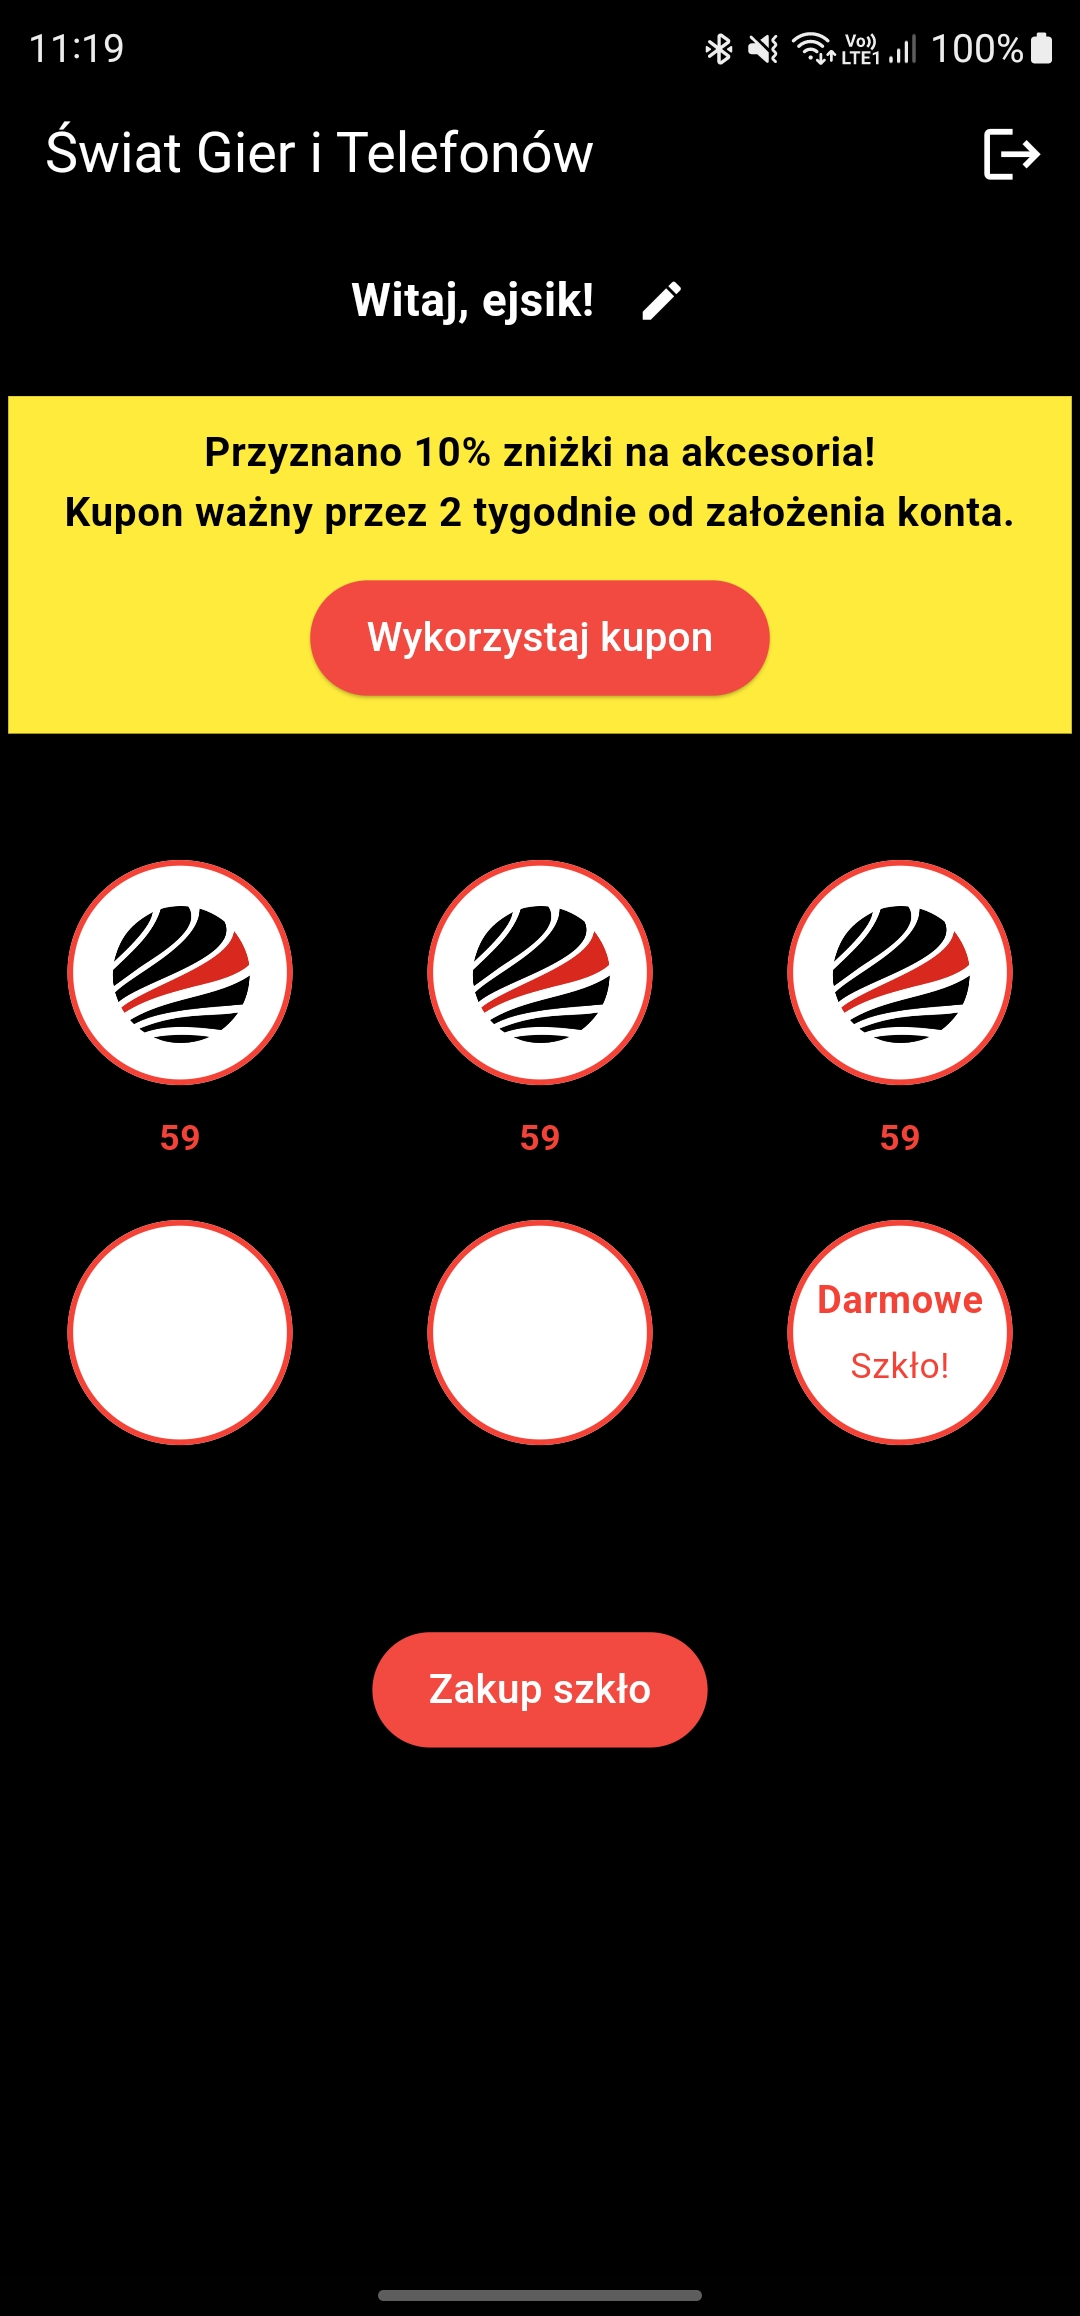 11:19
Vo)) LTE1 100%
Świat Gier i Telefonów
Witaj, ejsik!
Przyznano 10% zniżki na akcesoria!
Kupon ważny przez 2 tygodnie od założenia konta.
Wykorzystaj kupon
59 59 59
Darmowe
Szkło!
Zakup szkło